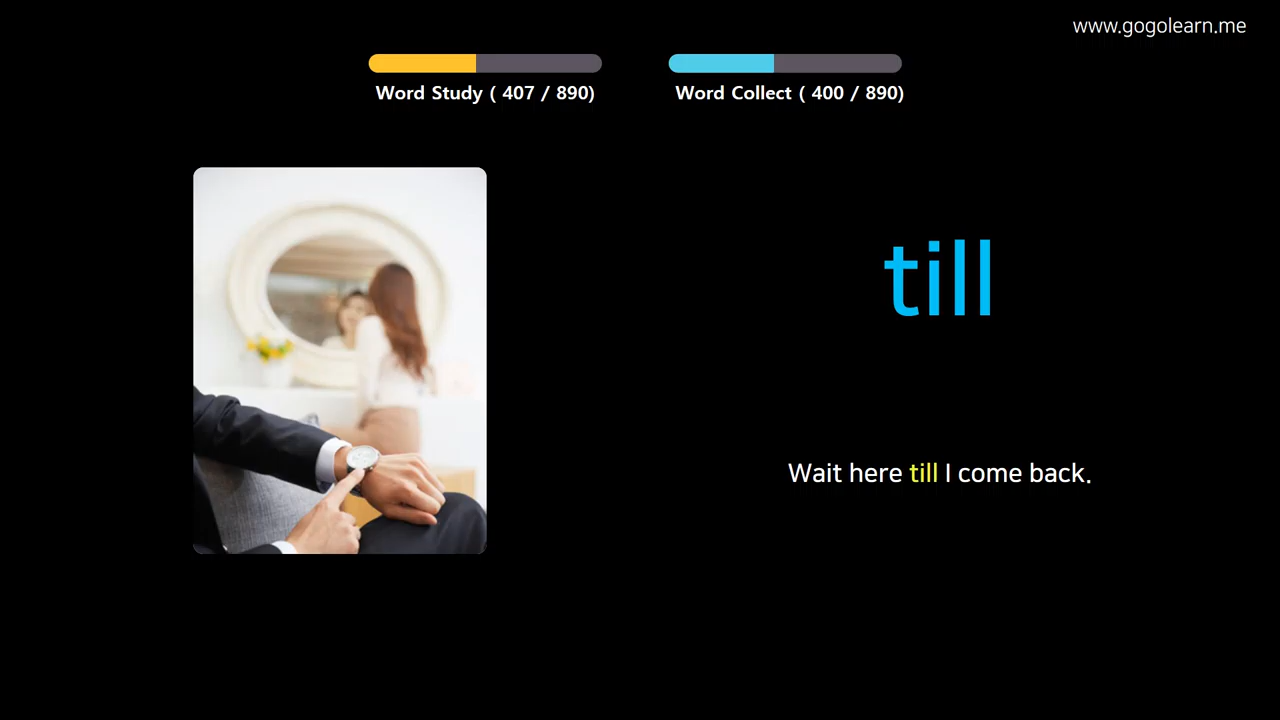 www.gogolearn.me
Word Study ( 407 / 890)
Word Collect ( 400 / 890)
till
Wait here till I come back.